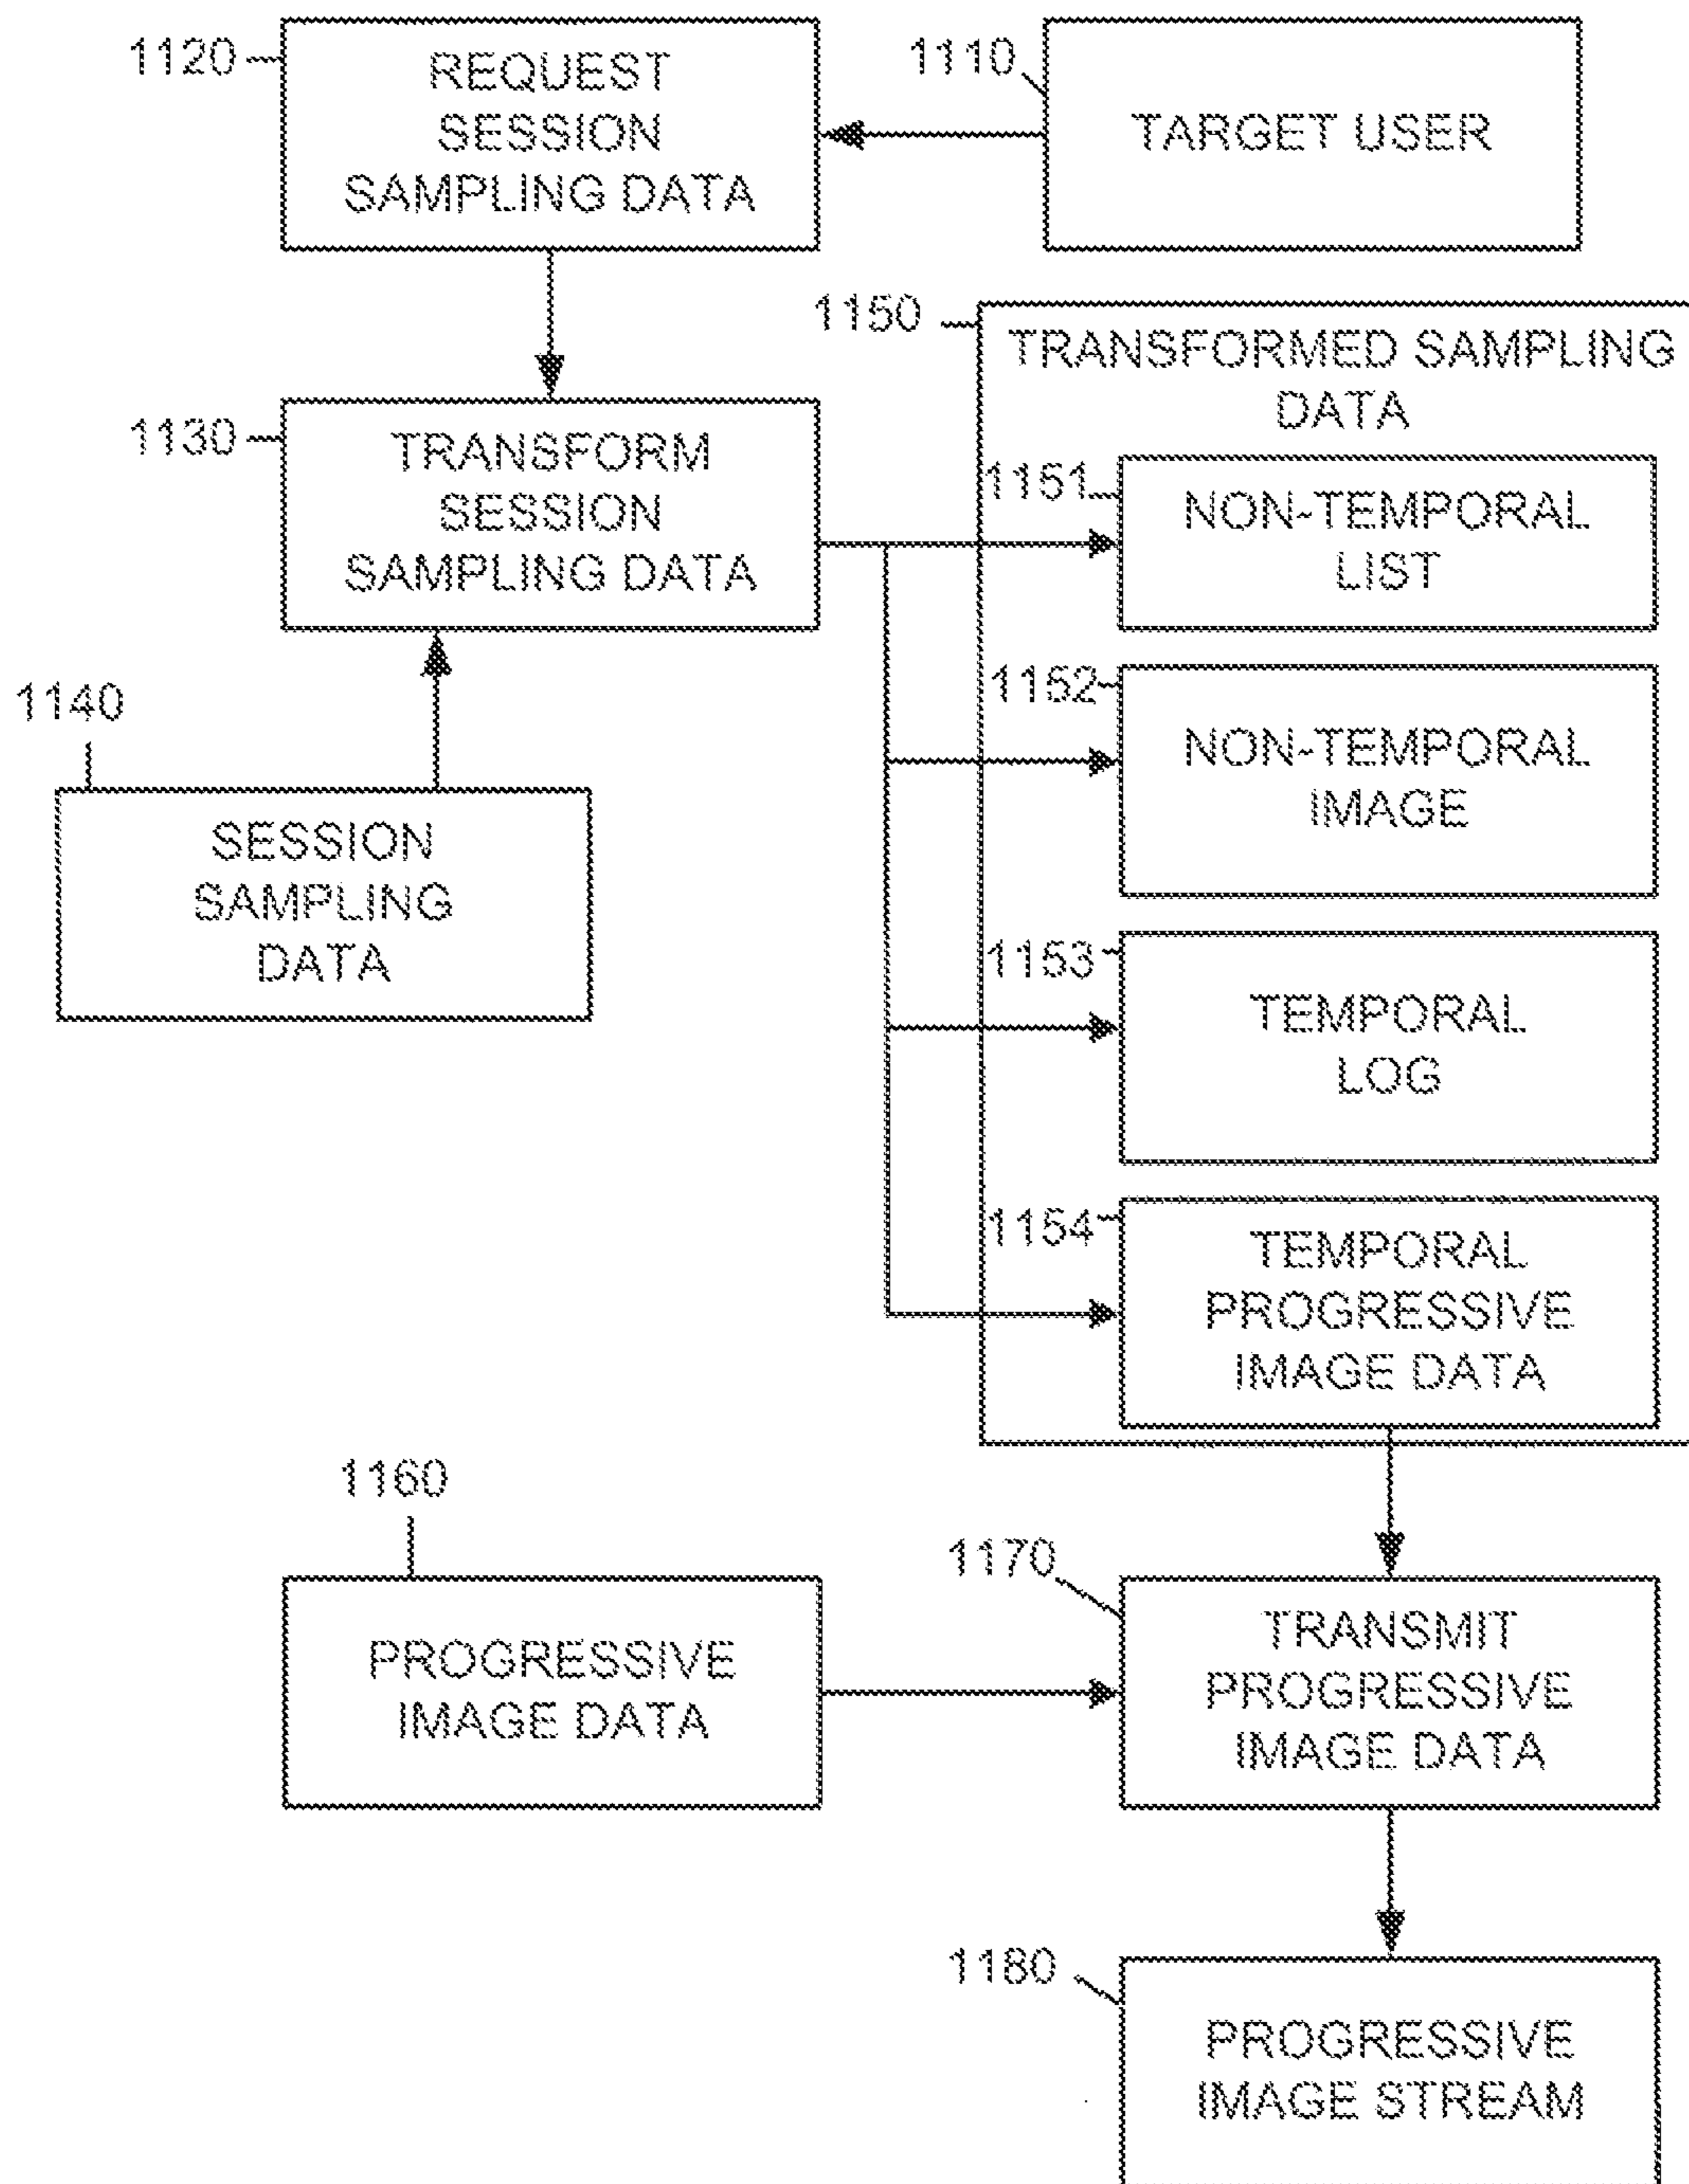 1120
REQUEST
SESSION
SAMPLING DATA
1110
TARGET USER
1150
TRANSFORMED SAMPLING
DATA
1130
TRANSFORM
SESSION
SAMPLING DATA
1151
NON-TEMPORAL
LIST
1152
NON-TEMPORAL
IMAGE
1140
SESSION
SAMPLING
DATA
1153
TEMPORAL
LOG
1154
TEMPORAL
PROGRESSIVE
IMAGE DATA
1160
PROGRESSIVE
IMAGE DATA
1170
TRANSMIT
PROGRESSIVE
IMAGE DATA
1180
PROGRESSIVE
IMAGE STREAM